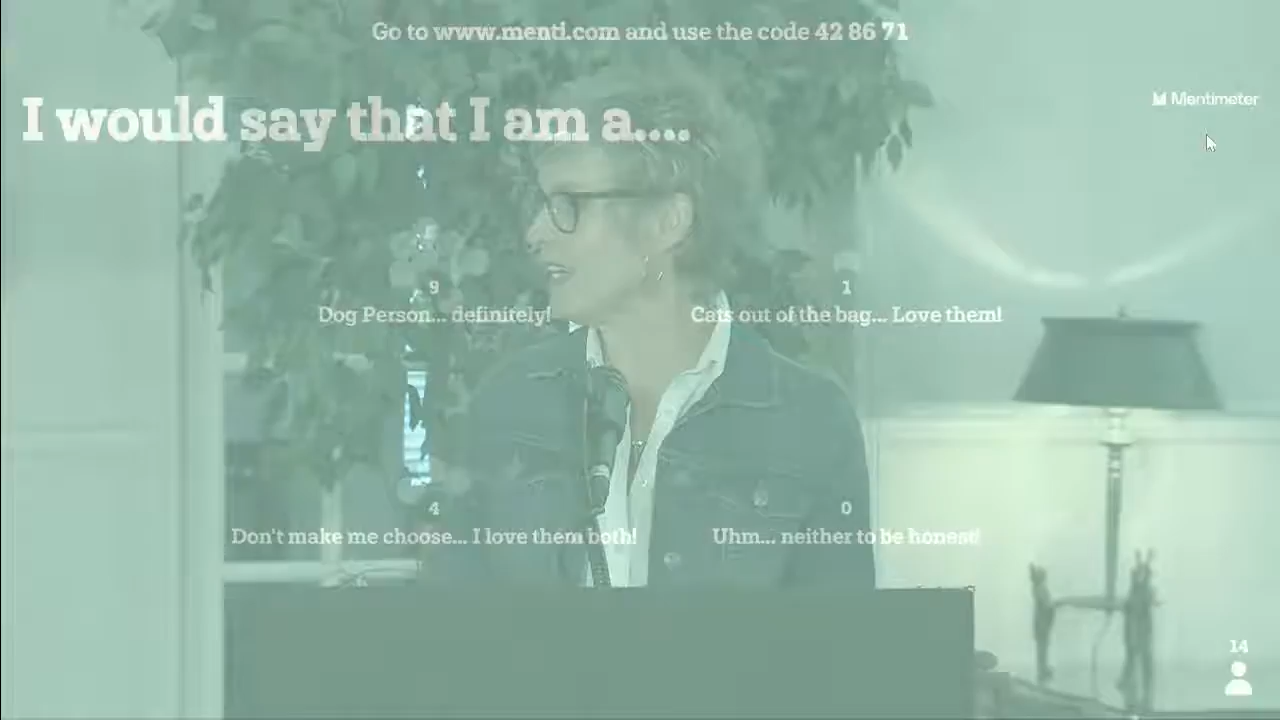 Go to www.menti.com and use the code 42 86 71
I would say that I am a....
Mentimeter
9
Dog Person... definitely!
1
Cats out of the bag... Love them!
4
Don't make me choose... I love them both!
0
Uhm... neither to be honest!
14